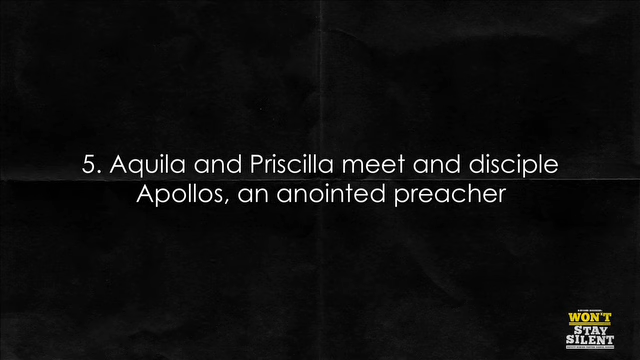 5. Aquila and Priscilla meet and disciple
Apollos, an anointed preacher
WON'T
STAY
SILENT